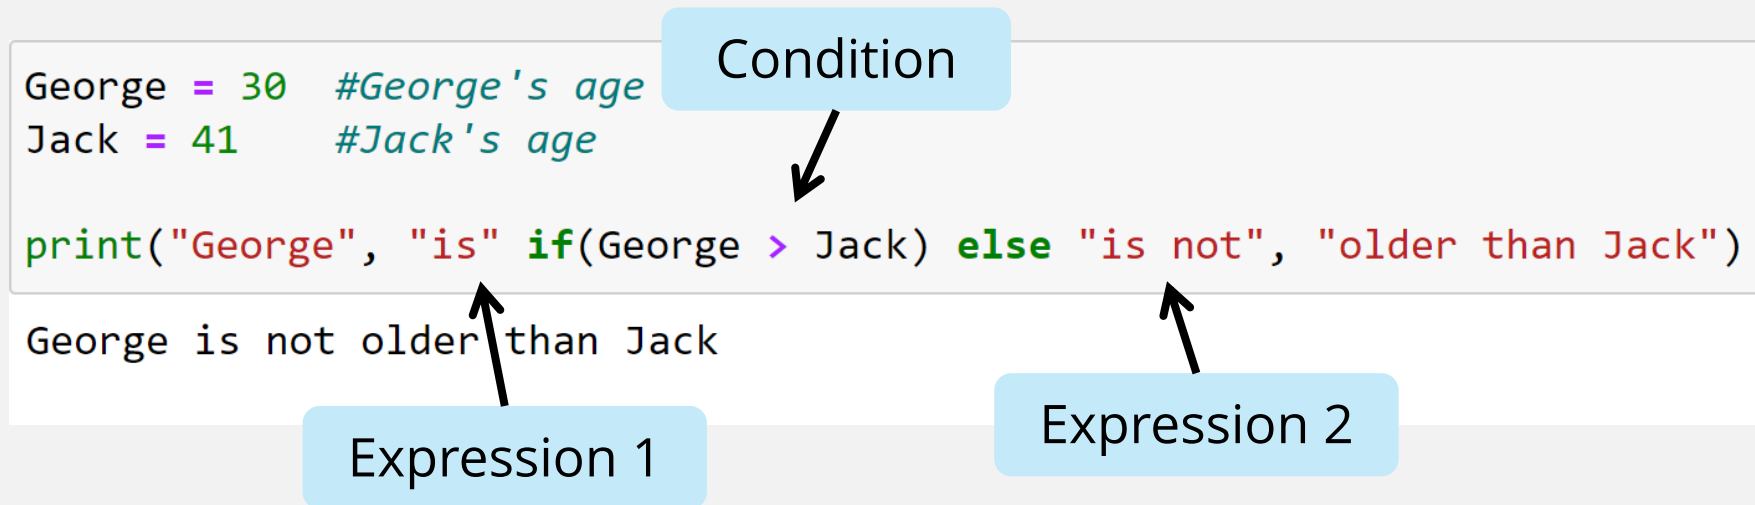 Condition
George = 30  #George's age
Jack = 41    #Jack's age
print("George", "is" if(George > Jack) else "is not", "older than Jack")
George is not older than Jack
Expression 1
Expression 2